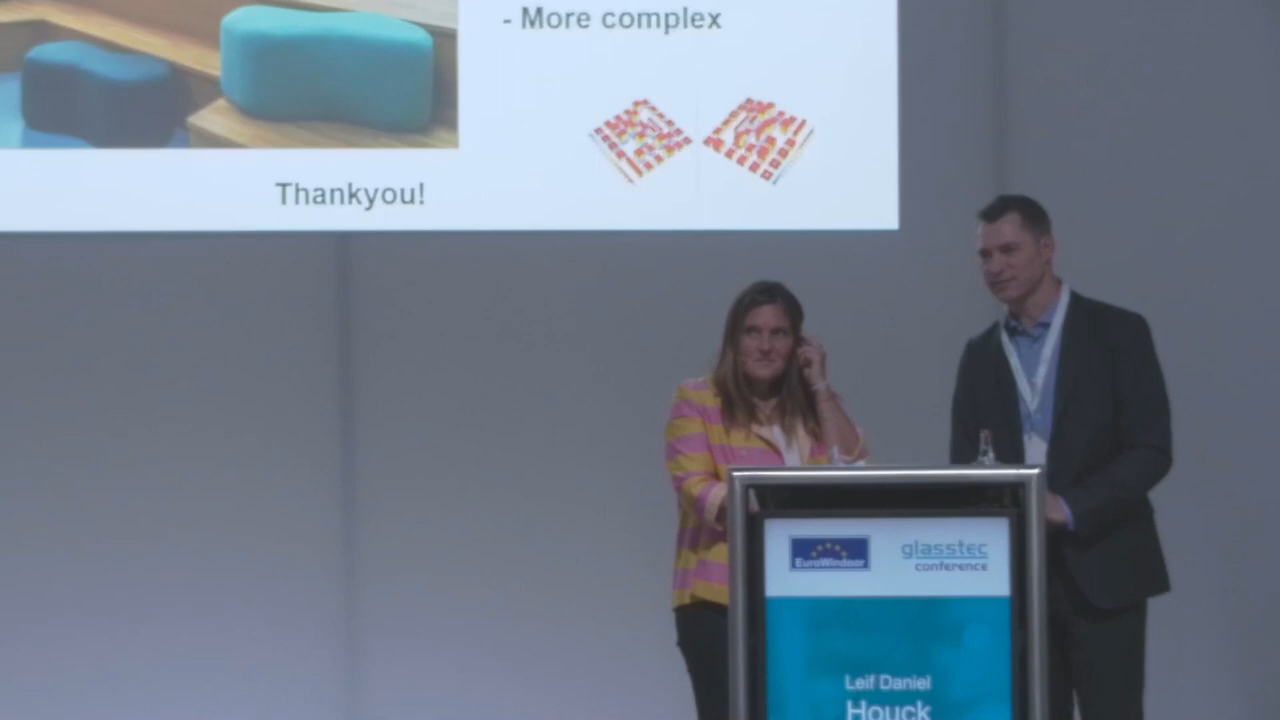 - More complex
Thankyou!
EuroWindoor
glasstec
conference
Leif Daniel
Houck